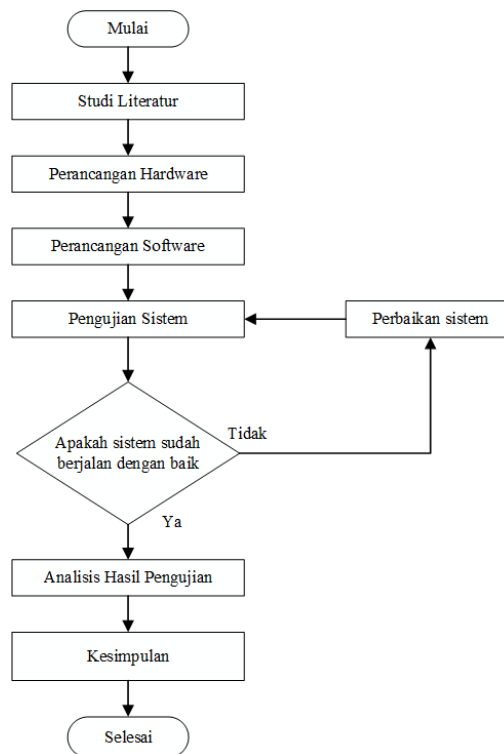 Mulai
Studi Literatur
Perancangan Hardware
Perancangan Software
Pengujian Sistem
Perbaikan sistem
Apakah sistem sudah
berjalan dengan baik
Tidak
Ya
Analisis Hasil Pengujian
Kesimpulan
Selesai